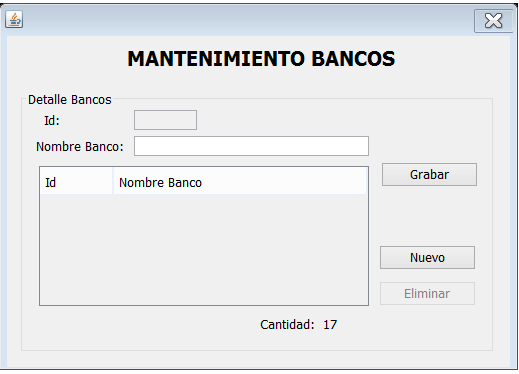 MANTENIMIENTO BANCOS
Detalle Bancos
Id:
Nombre Banco:
Id Nombre Banco
Grabar
Nuevo
Eliminar
Cantidad: 17